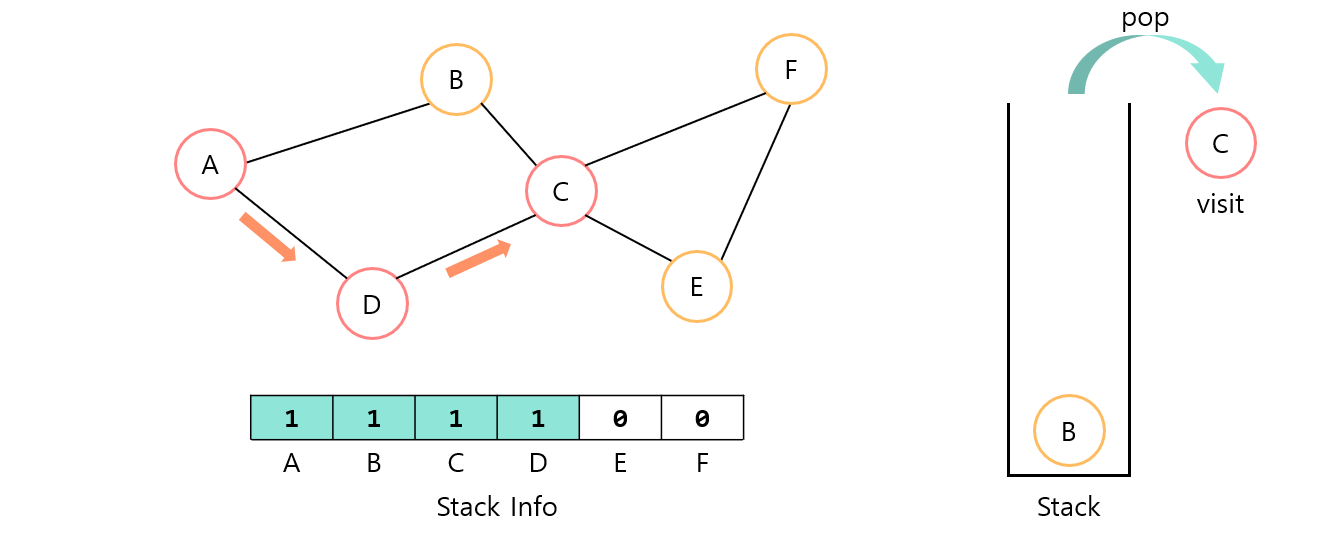 pop
F
B
A
C
C
visit
E
D
1 1 1 1 0 0
A B C D E F
B
Stack Info
Stack